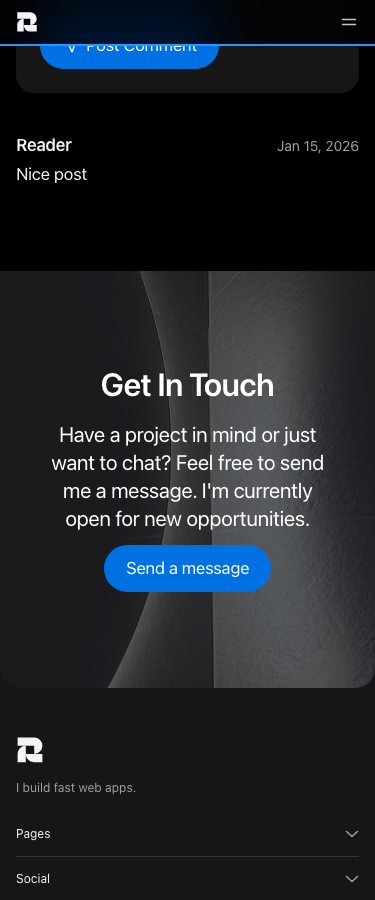 Post Comment
Reader
Jan 15, 2026
Nice post
Get In Touch
Have a project in mind or just
want to chat? Feel free to send
me a message. I'm currently
open for new opportunities.
Send a message
I build fast web apps.
Pages
Social